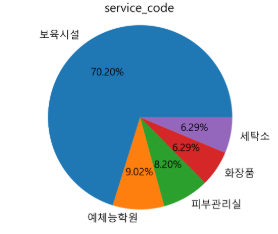 service_code
보육시설
70.20%
세탁소
6.29%
화장품
6.29%
8.20%
피부관리실
9.02%
예체능학원